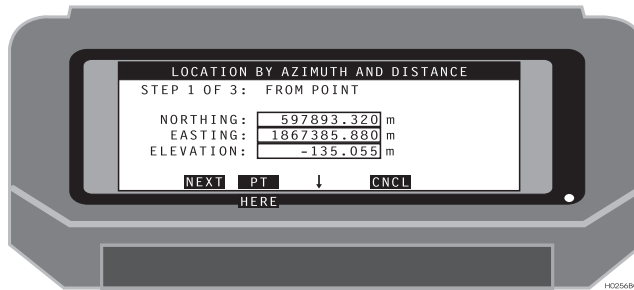 LOCATION BY AZIMUTH AND DISTANCE
STEP 1 OF 3: FROM POINT
NORTHING: 597893.320 m
EASTING: 1867385.880 m
ELEVATION: -135.055 m
NEXT PT ↓ CNCL
HERE